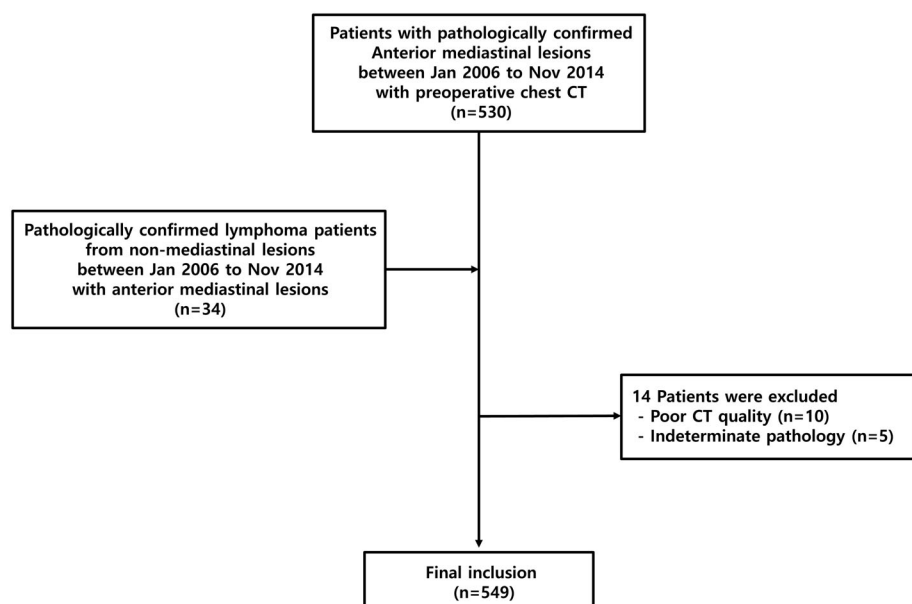 Patients with pathologically confirmed
Anterior mediastinal lesions
between Jan 2006 to Nov 2014
with preoperative chest CT
(n=530)
Pathologically confirmed lymphoma patients
from non-mediastinal lesions
between Jan 2006 to Nov 2014
with anterior mediastinal lesions
(n=34)
14 Patients were excluded
- Poor CT quality (n=10)
- Indeterminate pathology (n=5)
Final inclusion
(n=549)